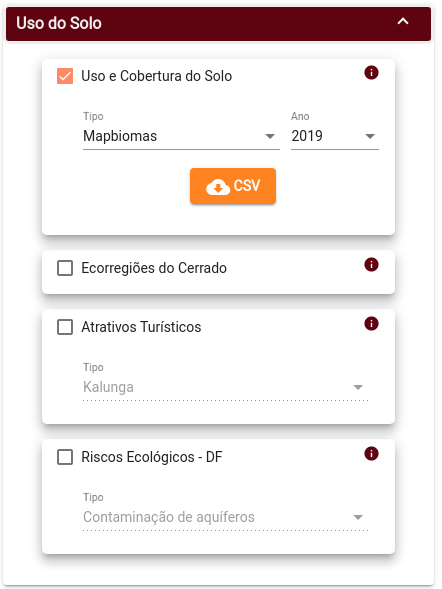 Uso do Solo
Uso e Cobertura do Solo
Tipo Ano
Mapbiomas 2019
CSV
Ecorregiões do Cerrado
Atrativos Turísticos
Tipo
Kalunga
Riscos Ecológicos - DF
Tipo
Contaminação de aquíferos